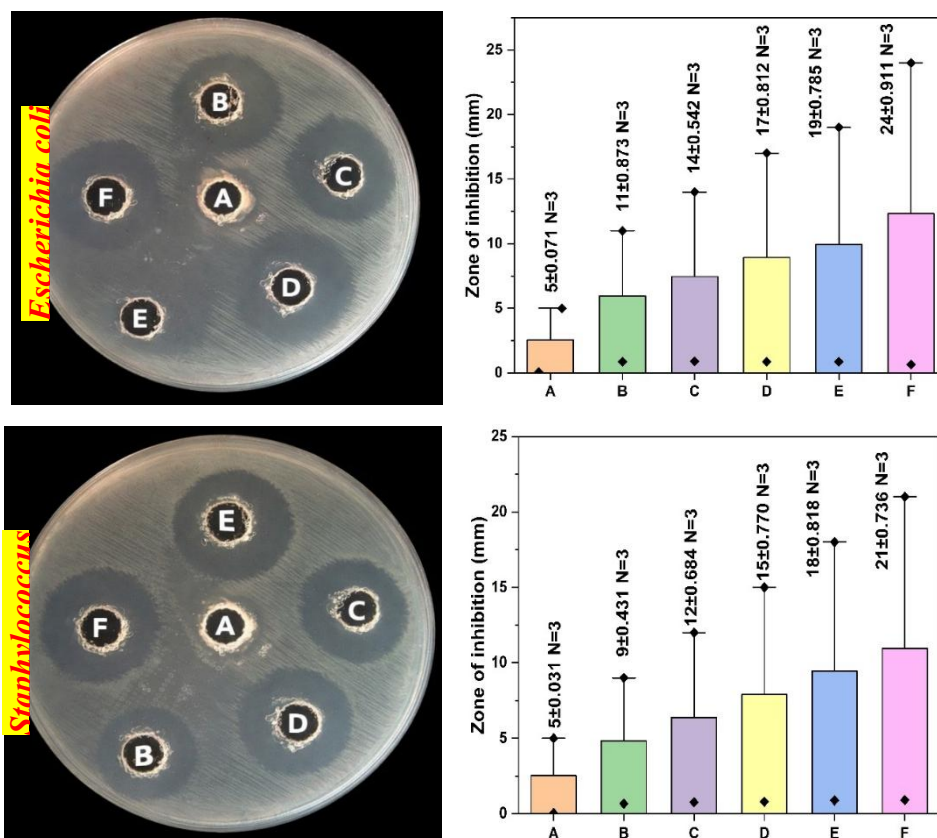 Escherichia coli
B
C
F
A
D
E
Zone of inhibition (mm)
25
20
15
10
5
0
5±0.071 N=3
11±0.873 N=3
14±0.542 N=3
17±0.812 N=3
19±0.785 N=3
24±0.911 N=3
A B C D E F
Staphylococcus
E
C
F
A
D
B
Zone of inhibition (mm)
25
20
15
10
5
0
5±0.031 N=3
9±0.431 N=3
12±0.684 N=3
15±0.770 N=3
18±0.818 N=3
21±0.736 N=3
A B C D E F